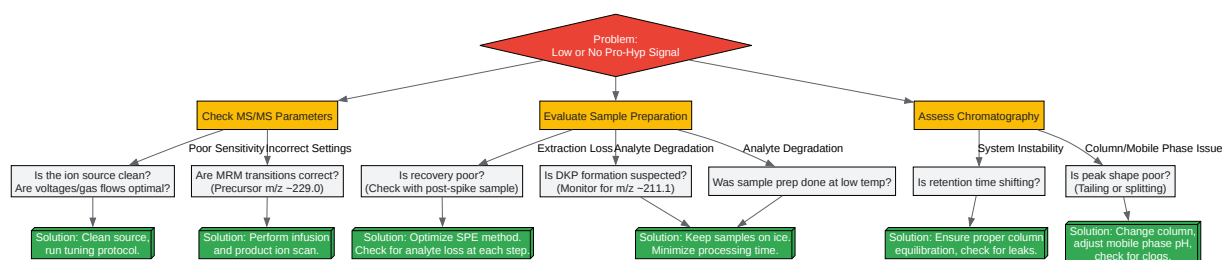 Problem:
Low or No Pro-Hyp Signal
Check MS/MS Parameters
Evaluate Sample Preparation
Assess Chromatography
Poor Sensitivity
Incorrect Settings
Extraction Loss
Analyte Degradation
Analyte Degradation
System Instability
Column/Mobile Phase Issue
Is the ion source clean?
Are voltages/gas flows optimal?
Are MRM transitions correct?
(Precursor m/z ~229.0)
Is recovery poor?
(Check with post-spike sample)
Is DKP formation suspected?
(Monitor for m/z ~211.1)
Was sample prep done at low temp?
Is retention time shifting?
Is peak shape poor?
(Tailing or splitting)
Solution: Clean source,
run tuning protocol.
Solution: Perform infusion
and product ion scan.
Solution: Optimize SPE method.
Check for analyte loss at each step.
Solution: Keep samples on ice.
Minimize processing time.
Solution: Ensure proper column
equilibration, check for leaks.
Solution: Change column,
adjust mobile phase pH,
check for clogs.